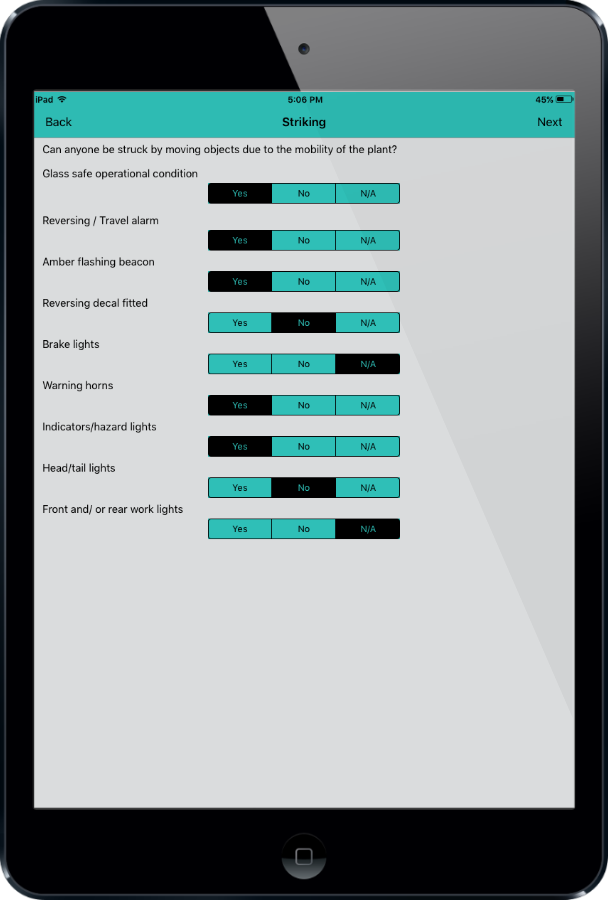 iPad 5:06 PM 45%
Back Striking Next
Can anyone be struck by moving objects due to the mobility of the plant?
Glass safe operational condition
Yes No N/A
Reversing / Travel alarm
Yes No N/A
Amber flashing beacon
Yes No N/A
Reversing decal fitted
Yes No N/A
Brake lights
Yes No N/A
Warning horns
Yes No N/A
Indicators/hazard lights
Yes No N/A
Head/tail lights
Yes No N/A
Front and/ or rear work lights
Yes No N/A